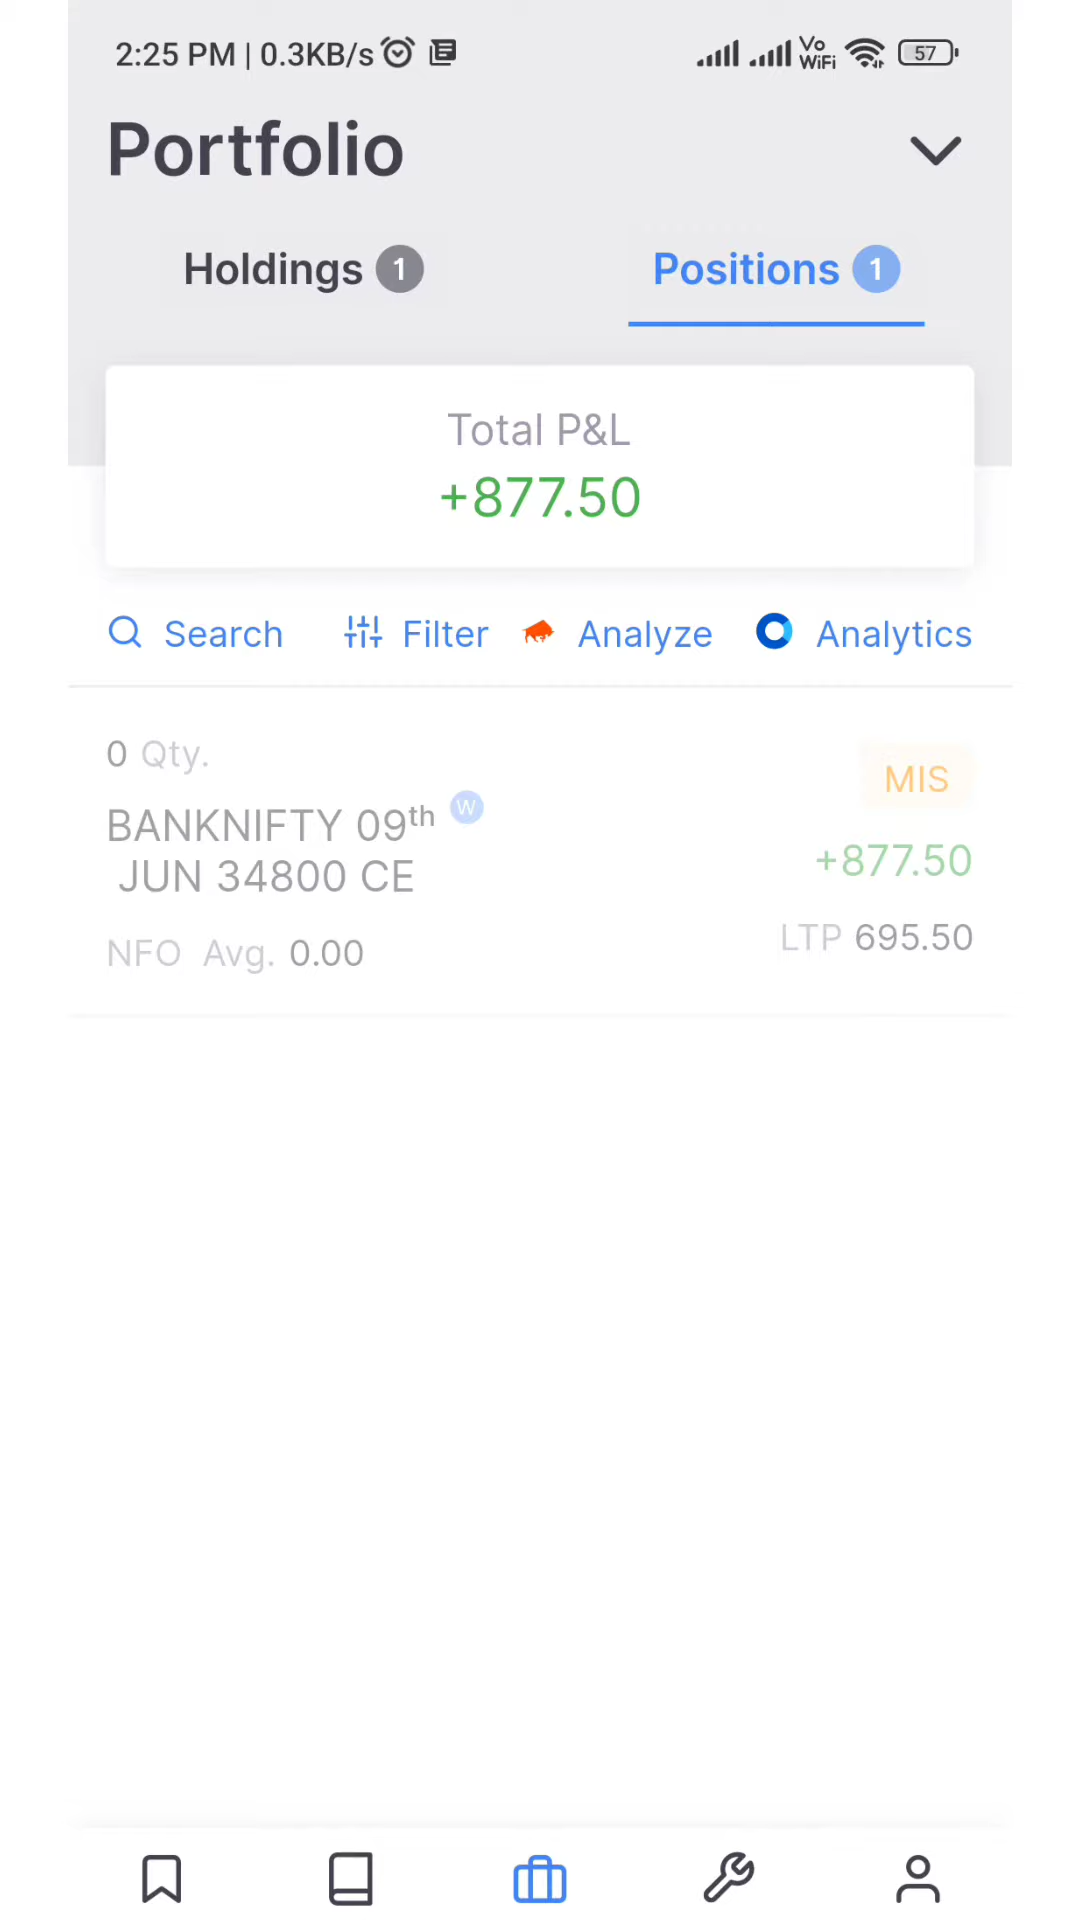 2:25 PM | 0.3KB/s Vo WiFi 57
Portfolio
Holdings 1 Positions 1
Total P&L
+877.50
Search Filter Analyze Analytics
0 Qty. MIS
BANKNIFTY 09th W
JUN 34800 CE
+877.50
NFO Avg. 0.00 LTP 695.50